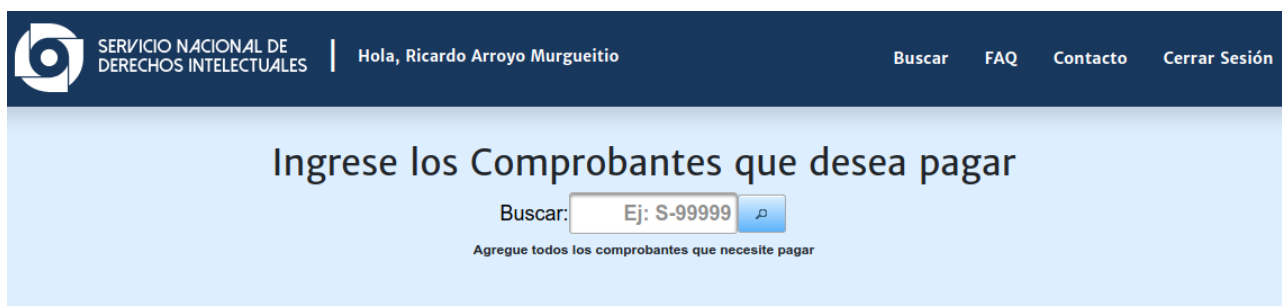 SERVICIO NACIONAL DE
DERECHOS INTELECTUALES
Hola, Ricardo Arroyo Murgueitio
Buscar FAQ Contacto Cerrar Sesión
Ingrese los Comprobantes que desea pagar
Buscar: Ej: S-99999
Agregue todos los comprobantes que necesite pagar